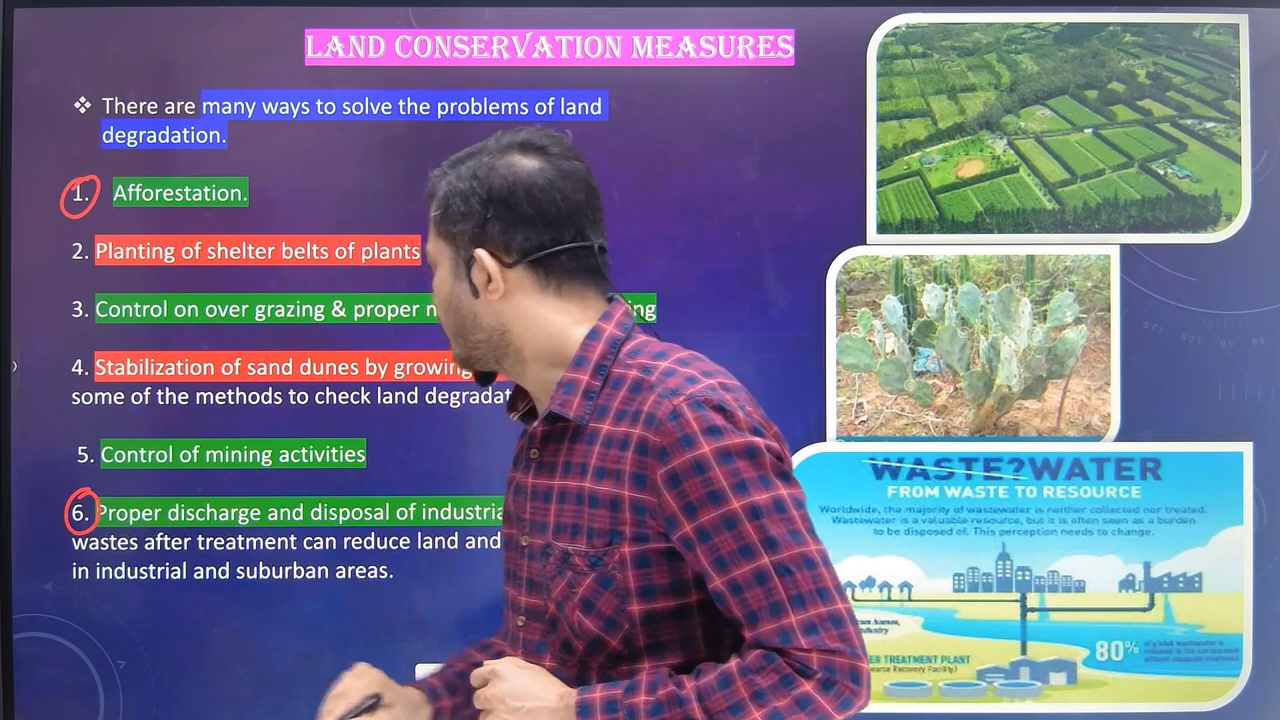 LAND CONSERVATION MEASURES
❖ There are many ways to solve the problems of land
degradation.
1. Afforestation.
2. Planting of shelter belts of plants
3. Control on over grazing & proper
4. Stabilization of sand dunes by growing
some of the methods to check land
5. Control of mining activities
6. Proper discharge and disposal of
wastes after treatment can reduce land and
in industrial and suburban areas.
WASTE?WATER
FROM WASTE TO RESOURCE
Worldwide, the majority of wastewater is neither collected nor treated.
Wastewater is a valuable resource, but it is often seen as a burden
to be disposed of. This perception needs to change.
80%
TREATMENT PLANT
Recovery Facility)